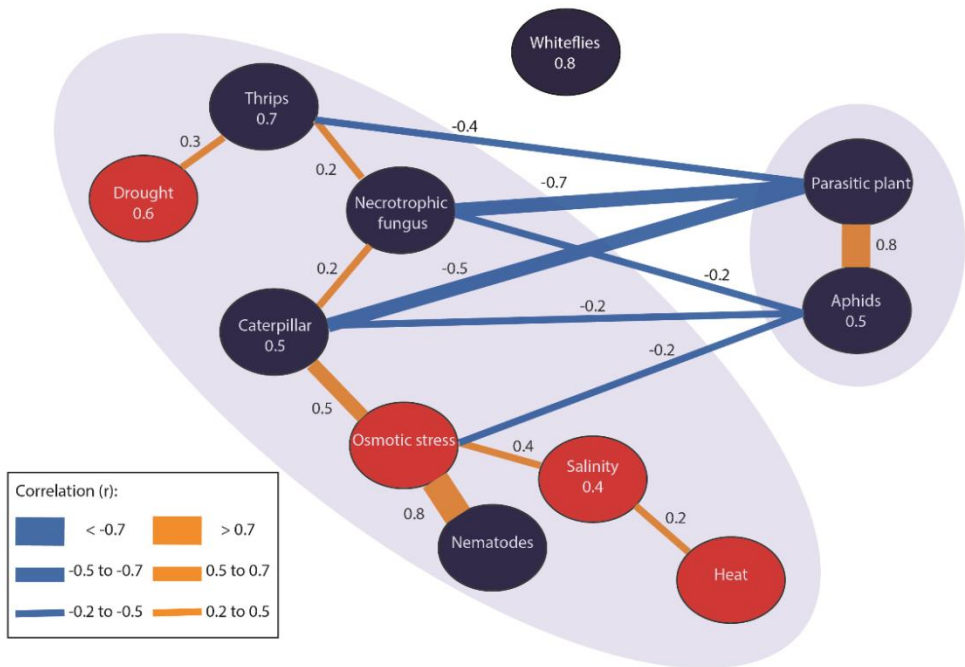 Whiteflies
0.8
Thrips
0.7
-0.4
0.3
0.2
Parasitic plant
-0.7
Drought
0.6
Necrotrophic
fungus
0.8
0.2
-0.5
-0.2
Aphids
0.5
-0.2
Caterpillar
0.5
-0.2
0.5
Osmotic stress
0.4
Salinity
0.4
0.8
0.2
Nematodes
Heat
Correlation (r):
< -0.7 > 0.7
-0.5 to -0.7 0.5 to 0.7
-0.2 to -0.5 0.2 to 0.5